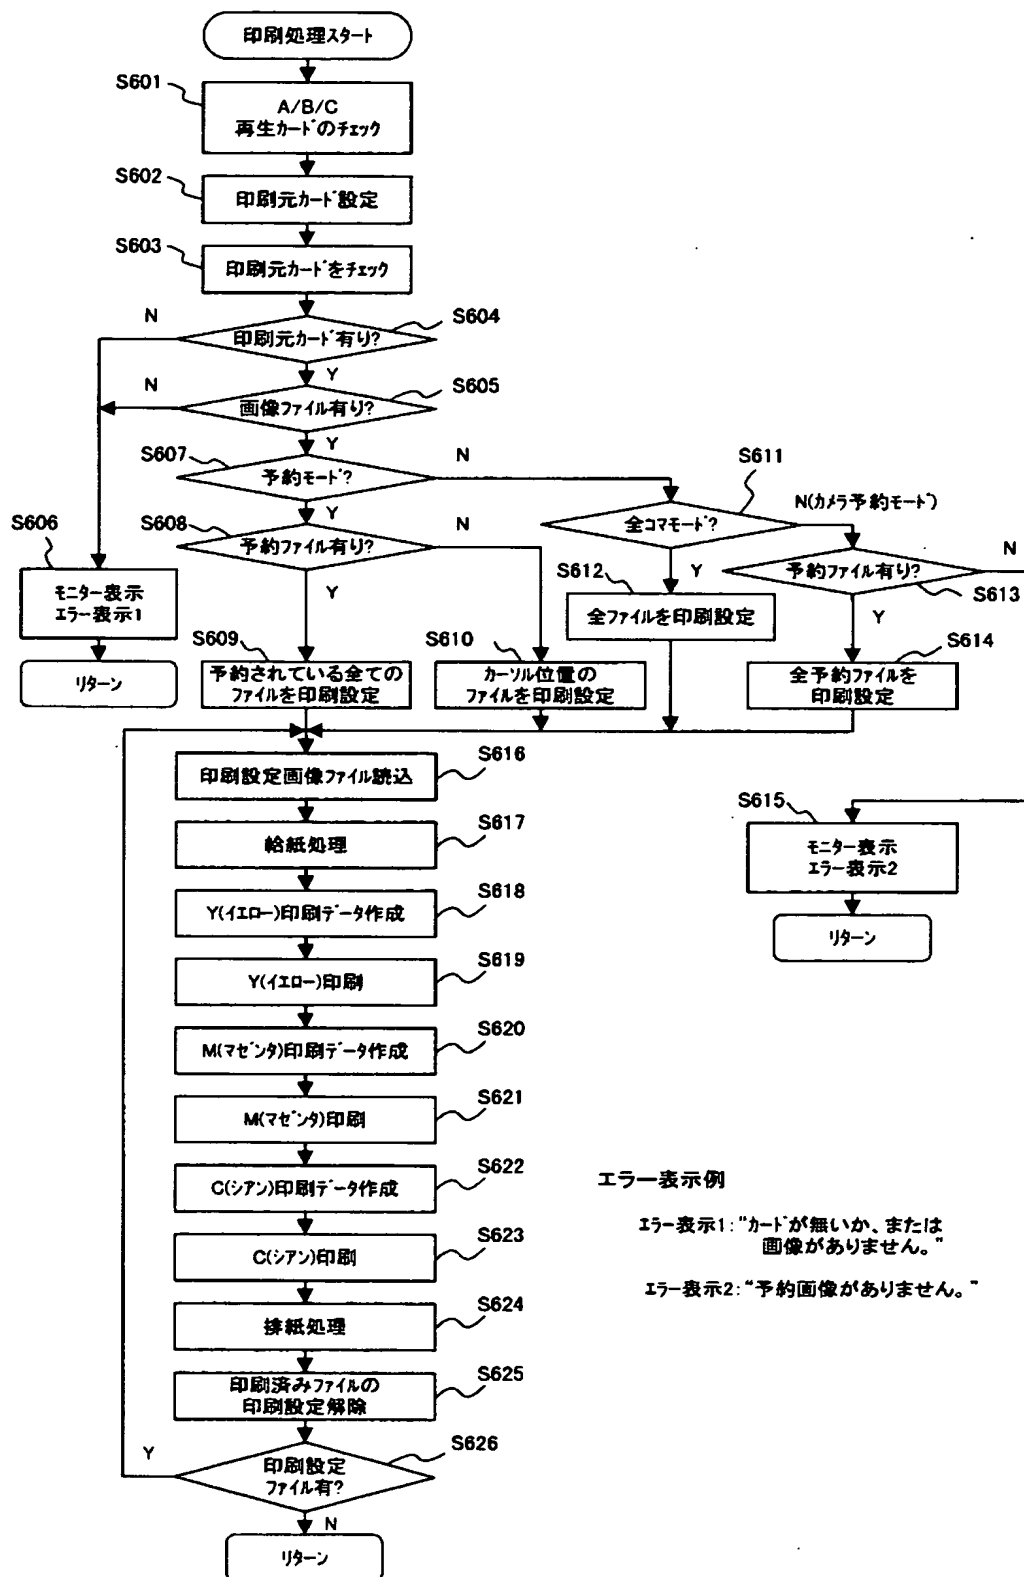 印刷処理スタート
S601
A/B/C
再生カードのチェック
S602
印刷元カード設定
S603
印刷元カードをチェック
N
S604
印刷元カード有り?
Y
N
S605
画像ファイル有り?
Y
S607
予約モード?
N
S611
Y
全コマモード?
N(カメラ予約モード)
S608
予約ファイル有り?
N
Y
S606
モニター表示
エラー表示1
リターン
Y
S612
全ファイルを印刷設定
予約ファイル有り?
N
S613
Y
S609
予約されている全ての
ファイルを印刷設定
S610
カーソル位置の
ファイルを印刷設定
S614
全予約ファイルを
印刷設定
S616
印刷設定画像ファイル読込
S617
給紙処理
S615
モニター表示
エラー表示2
リターン
S618
Y(イエロー)印刷データ作成
S619
Y(イエロー)印刷
S620
M(マゼンタ)印刷データ作成
S621
M(マゼンタ)印刷
S622
C(シアン)印刷データ作成
S623
C(シアン)印刷
S624
排紙処理
S625
印刷済みファイルの
印刷設定解除
Y
S626
印刷設定
ファイル有?
N
リターン
エラー表示例
エラー表示1:“カードが無いか、または
画像がありません。”
エラー表示2:“予約画像がありません。”